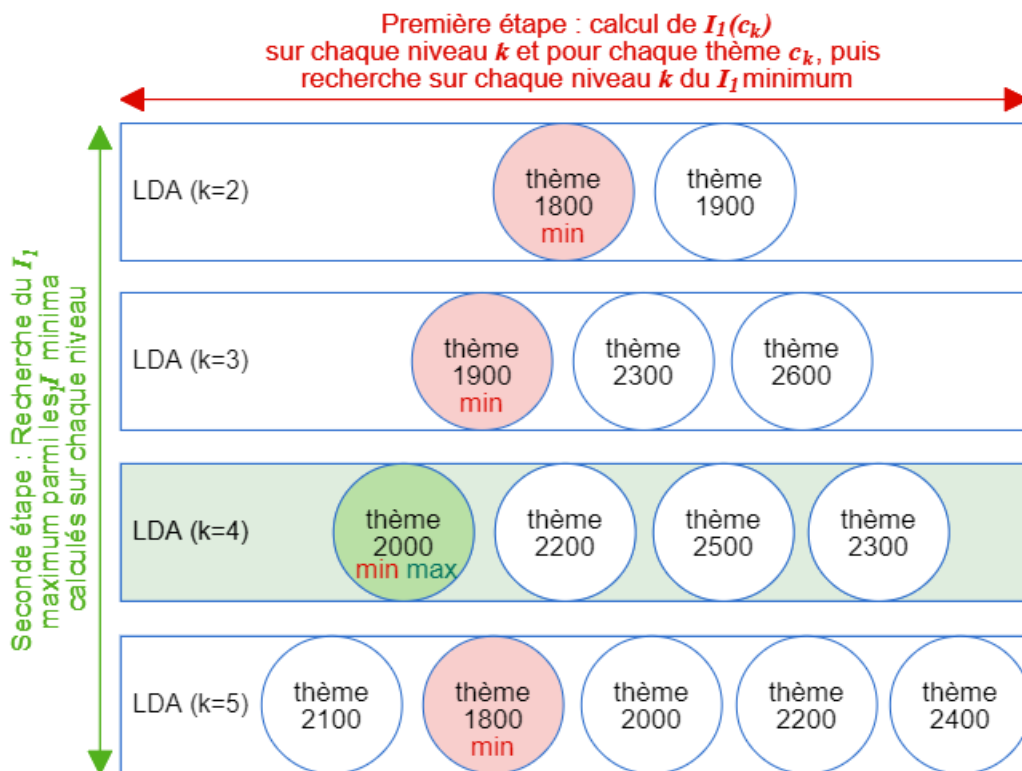 Première étape : calcul de I1(ck)
sur chaque niveau k et pour chaque thème ck, puis
recherche sur chaque niveau k du I1 minimum
Seconde étape : Recherche du I1
maximum parmi les I minima
calculés sur chaque niveau
LDA (k=2)
thème
1800
min
thème
1900
LDA (k=3)
thème
1900
min
thème
2300
thème
2600
LDA (k=4)
thème
2000
min max
thème
2200
thème
2500
thème
2300
LDA (k=5)
thème
2100
thème
1800
min
thème
2000
thème
2200
thème
2400